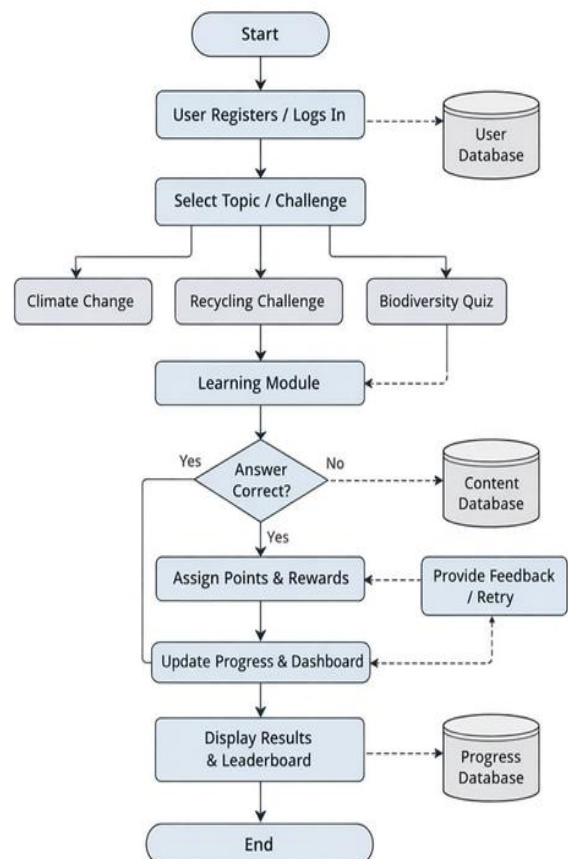 Start
User Registers / Logs In
User
Database
Select Topic / Challenge
Climate Change
Recycling Challenge
Biodiversity Quiz
Learning Module
Yes
Answer
Correct?
No
Content
Database
Yes
Assign Points & Rewards
Provide Feedback
/ Retry
Update Progress & Dashboard
Display Results
& Leaderboard
Progress
Database
End